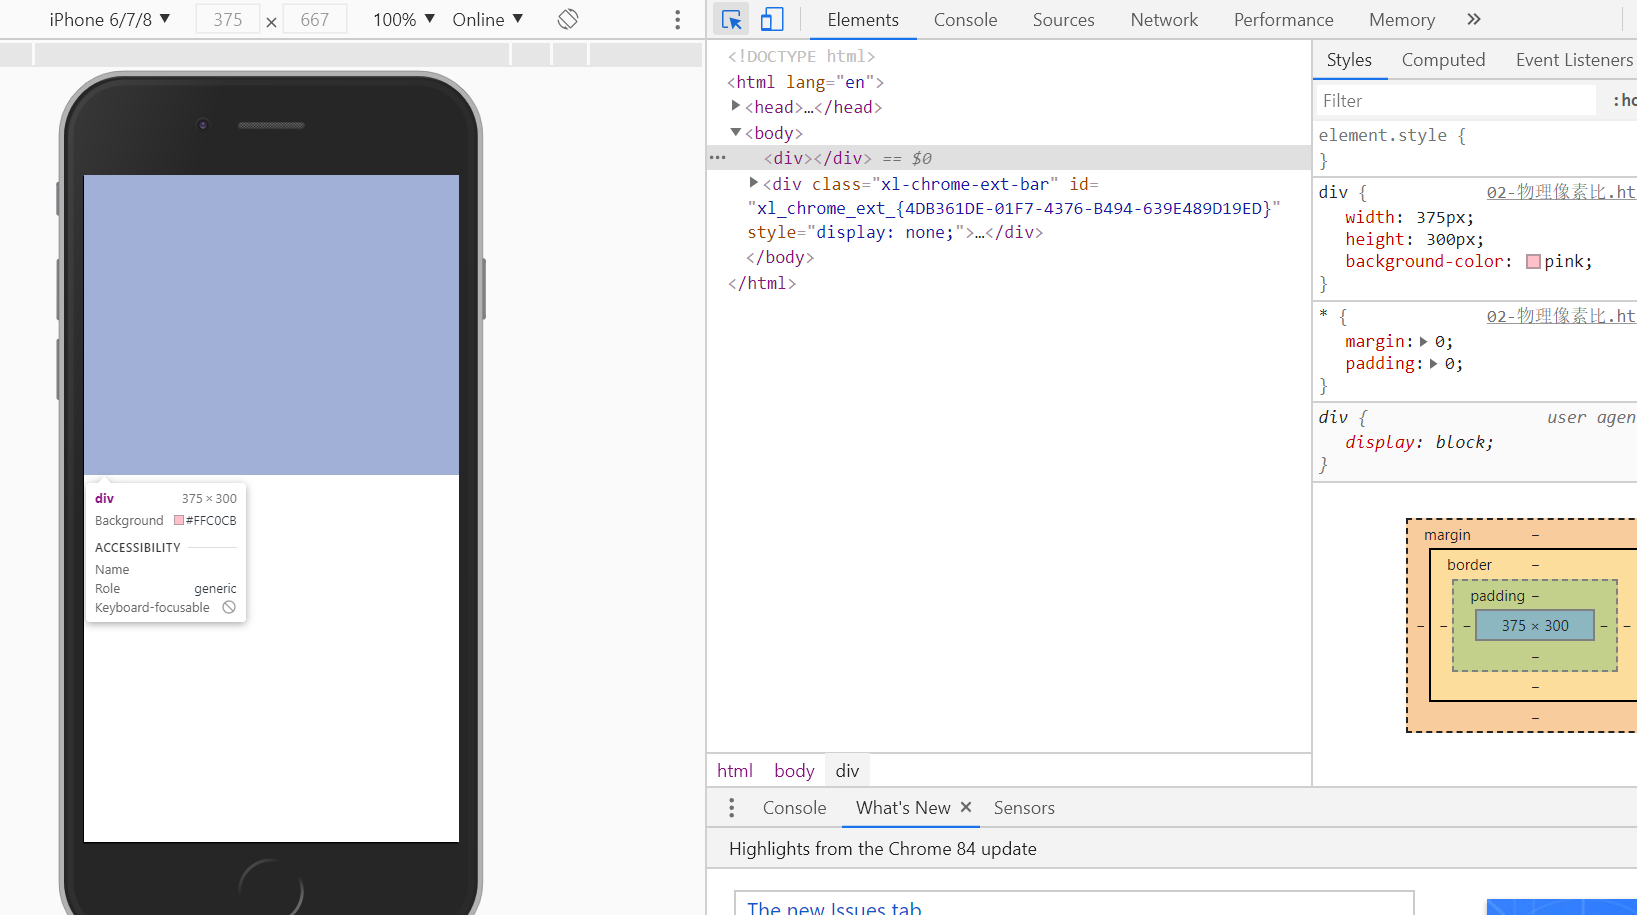 iPhone 6/7/8 ▼ 375 × 667 100% ▼ Online ▼
Elements Console Sources Network Performance Memory »
<!DOCTYPE html>
<html lang="en">
▶<head>…</head>
▼<body>
<div></div> == $0
▶<div class="xl-chrome-ext-bar" id=
"xl_chrome_ext_{4DB361DE-01F7-4376-B494-639E489D19ED}"
style="display: none;">…</div>
</body>
</html>
html body div
Styles Computed Event Listeners
Filter :ho
element.style {
}
div { 02-物理像素比.ht
width: 375px;
height: 300px;
background-color: pink;
}
* { 02-物理像素比.ht
margin:▶ 0;
padding:▶ 0;
}
div { user agen
display: block;
}
margin –
border –
padding –
– – – 375 × 300 – –
–
–
–
div 375 × 300
Background #FFC0CB
ACCESSIBILITY
Name
Role generic
Keyboard-focusable
Console What's New × Sensors
Highlights from the Chrome 84 update
The new Issues tab